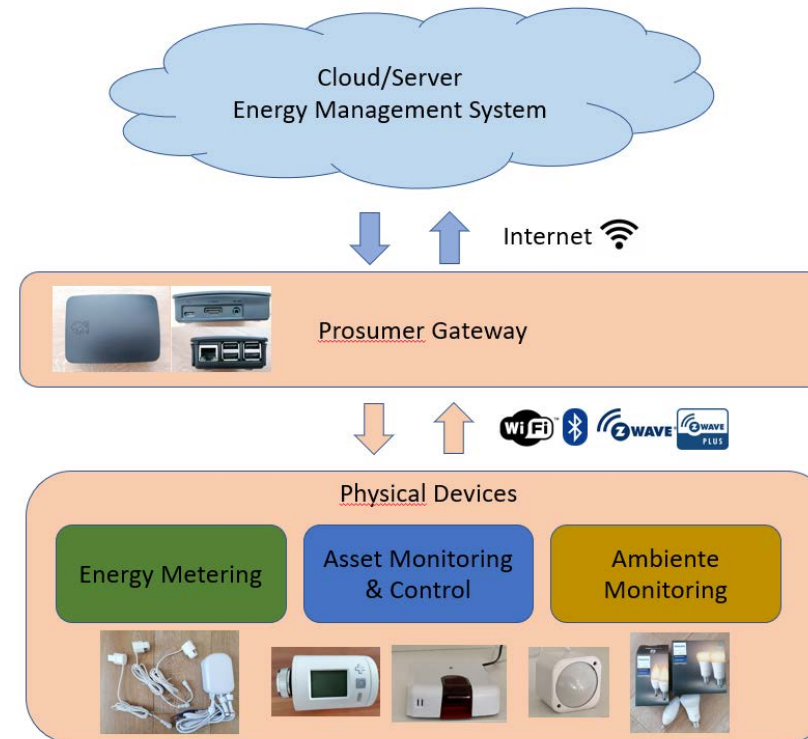 Cloud/Server
Energy Management System
Internet
Prosumer Gateway
WiFi
ZWAVE
ZWAVE
PLUS
Physical Devices
Energy Metering
Asset Monitoring
& Control
Ambiente
Monitoring